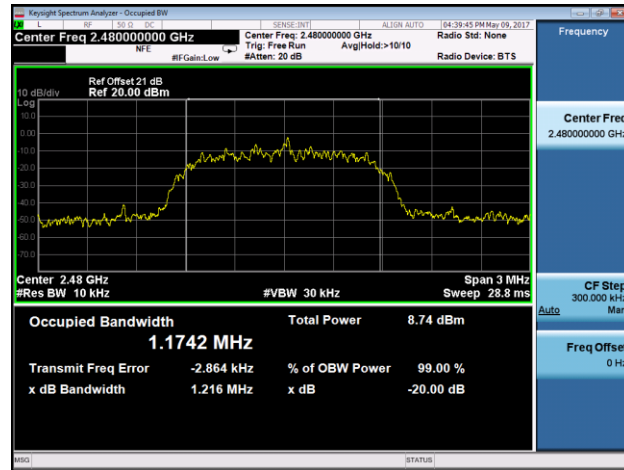 Keysight Spectrum Analyzer - Occupied BW
L RF 50 Ω DC SENSE:INT ALIGN AUTO 04:39:45 PM May 09, 2017
Center Freq 2.480000000 GHz Center Freq: 2.480000000 GHz Radio Std: None Frequency
NFE Trig: Free Run Avg|Hold:>10/10
#IFGain:Low #Atten: 20 dB Radio Device: BTS
Ref Offset 21 dB
10 dB/div Ref 20.00 dBm
Log
10.0
0.00
-10.0
-20.0
-30.0
-40.0
-50.0
-60.0
-70.0
Center Freq
2.480000000 GHz
Center 2.48 GHz Span 3 MHz
#Res BW 10 kHz #VBW 30 kHz Sweep 28.8 ms
CF Step
300.000 kHz
Auto Man
Occupied Bandwidth Total Power 8.74 dBm
1.1742 MHz
Transmit Freq Error -2.864 kHz % of OBW Power 99.00 %
x dB Bandwidth 1.216 MHz x dB -20.00 dB
Freq Offset
0 Hz
MSG STATUS